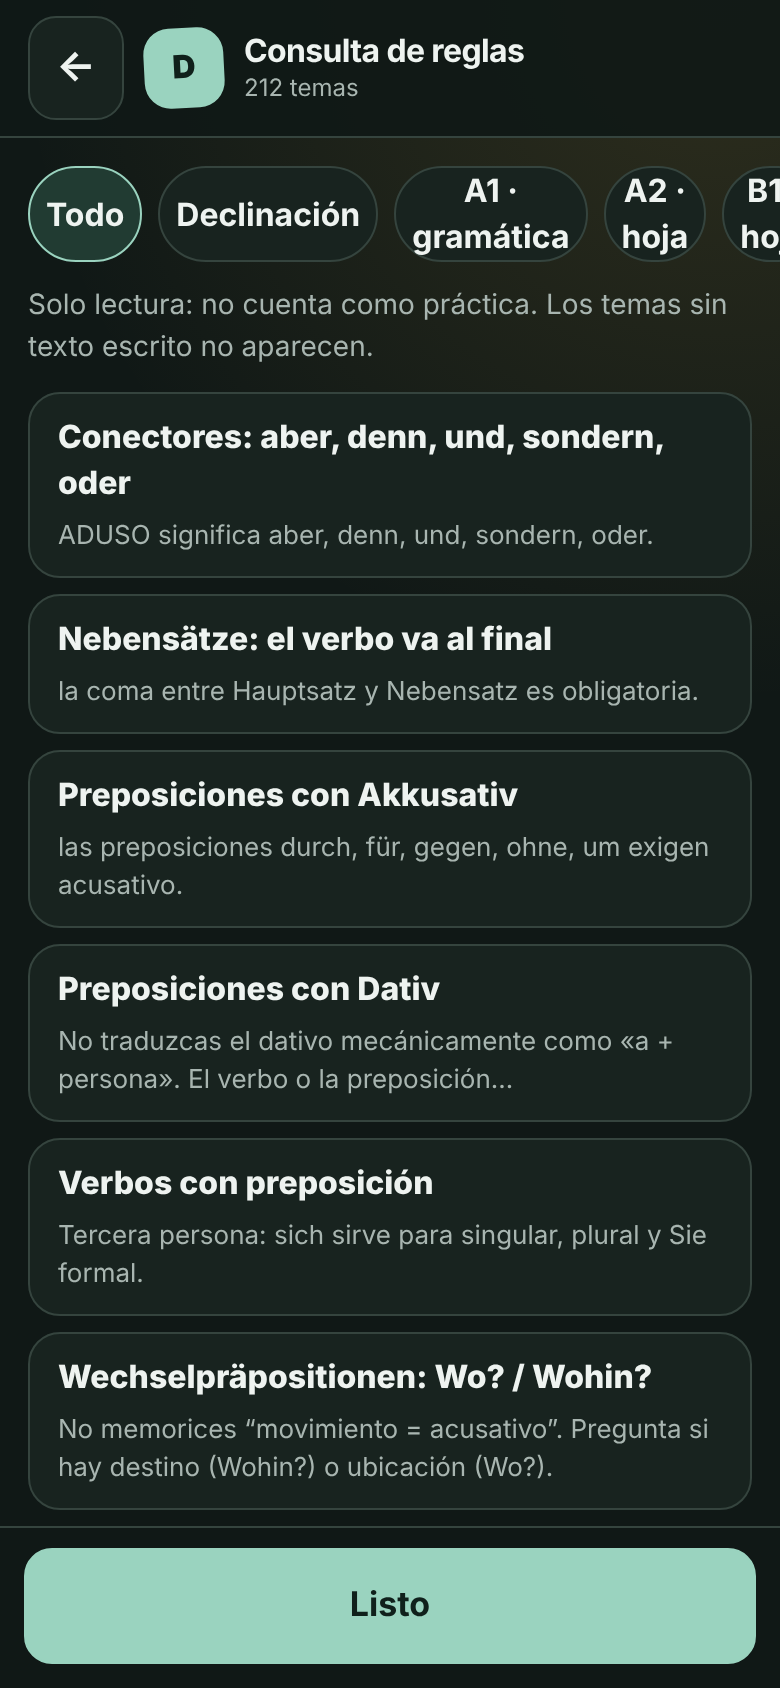 D
Consulta de reglas
212 temas
Todo
Declinación
A1 ·
gramática
A2 ·
hoja
B1
Solo lectura: no cuenta como práctica. Los temas sin
texto escrito no aparecen.
Conectores: aber, denn, und, sondern,
oder
ADUSO significa aber, denn, und, sondern, oder.
Nebensätze: el verbo va al final
la coma entre Hauptsatz y Nebensatz es obligatoria.
Preposiciones con Akkusativ
las preposiciones durch, für, gegen, ohne, um exigen
acusativo.
Preposiciones con Dativ
No traduzcas el dativo mecánicamente como «a +
persona». El verbo o la preposición...
Verbos con preposición
Tercera persona: sich sirve para singular, plural y Sie
formal.
Wechselpräpositionen: Wo? / Wohin?
No memorices “movimiento = acusativo”. Pregunta si
hay destino (Wohin?) o ubicación (Wo?).
Listo